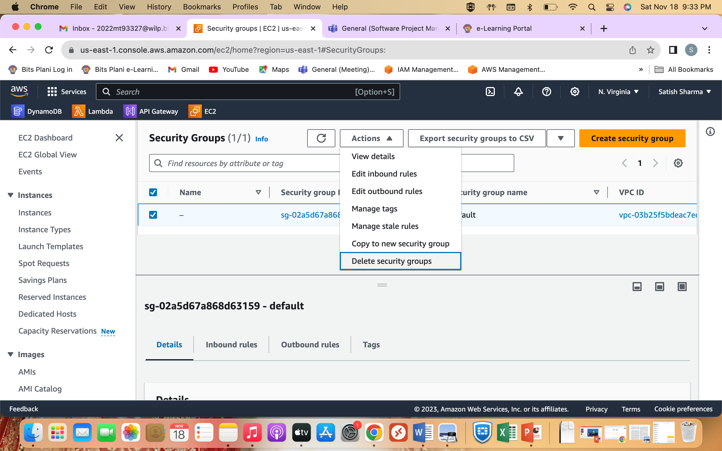 Chrome File Edit View History Bookmarks Profiles Tab Window Help Sat Nov 18 9:33 PM
Inbox - 2022mt93327@wilp.b Security groups | EC2 | us-eas General (Software Project Man e-Learning Portal
us-east-1.console.aws.amazon.com/ec2/home?region=us-east-1#SecurityGroups: S
Bits Plani Log in Bits Plani e-Learni... Gmail YouTube Maps General (Meeting)... IAM Management... AWS Management... » All Bookmarks
aws Services Search [Option+S] N. Virginia Satish Sharma
DynamoDB Lambda API Gateway EC2
EC2 Dashboard
EC2 Global View
Events
Instances
Instances
Instance Types
Launch Templates
Spot Requests
Savings Plans
Reserved Instances
Dedicated Hosts
Capacity Reservations New
Images
AMIs
AMI Catalog
Security Groups (1/1) Info Actions Export security groups to CSV Create security group
Find resources by attribute or tag 1
Name Security group curity group name VPC ID
– sg-02a5d67a868 fault vpc-03b25f5bdeac7e
View details
Edit inbound rules
Edit outbound rules
Manage tags
Manage stale rules
Copy to new security group
Delete security groups
sg-02a5d67a868d63159 - default
Details Inbound rules Outbound rules Tags
Details
Feedback © 2023, Amazon Web Services, Inc. or its affiliates. Privacy Terms Cookie preferences
NOV
18
1